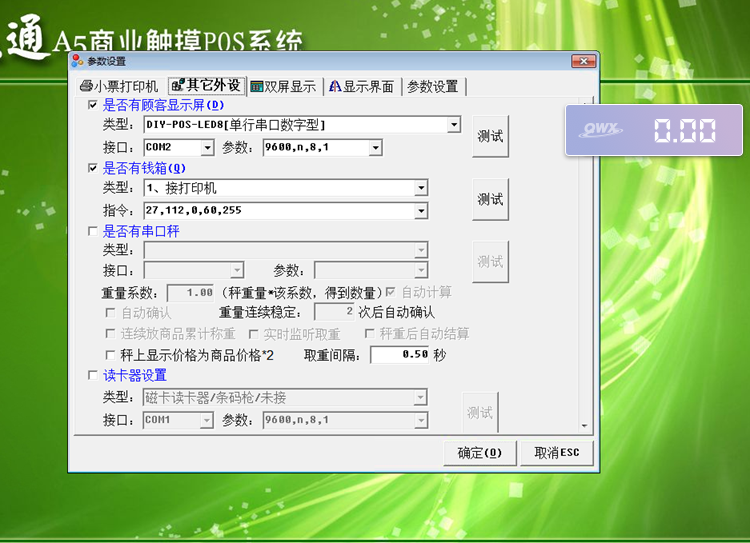 通 A5商业触摸POS系统
参数设置
小票打印机 其它外设 双屏显示 显示界面 参数设置
是否有顾客显示屏(D)
类型： DIY-POS-LED8[单行串口数字型]
接口： COM2 参数： 9600,n,8,1 测试
QWX 0.00
是否有钱箱(Q)
类型： 1、接打印机
指令： 27,112,0,60,255 测试
是否有串口秤
类型：
接口： 参数： 测试
重量系数： 1.00 (秤重量*该系数，得到数量) 自动计算
自动确认 重量连续稳定： 2 次后自动确认
连续放商品累计称重 实时监听取重 秤重后自动结算
秤上显示价格为商品价格*2 取重间隔： 0.50 秒
读卡器设置
类型： 磁卡读卡器/条码枪/未接
接口： COM1 参数： 9600,n,8,1 测试
确定(O) 取消ESC